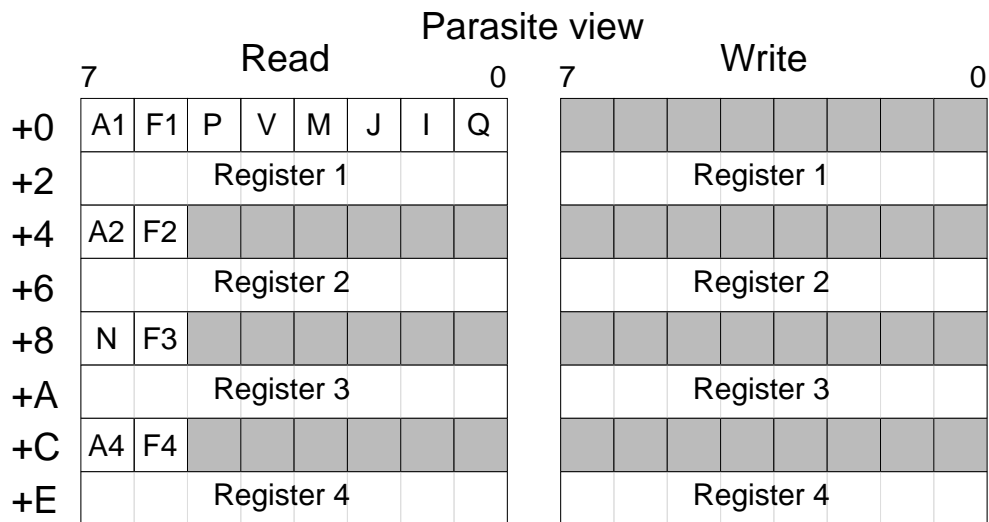 Parasite view
Read Write
7 0 7 0
+0 A1 F1 P V M J I Q
+2 Register 1 Register 1
+4 A2 F2
+6 Register 2 Register 2
+8 N F3
+A Register 3 Register 3
+C A4 F4
+E Register 4 Register 4